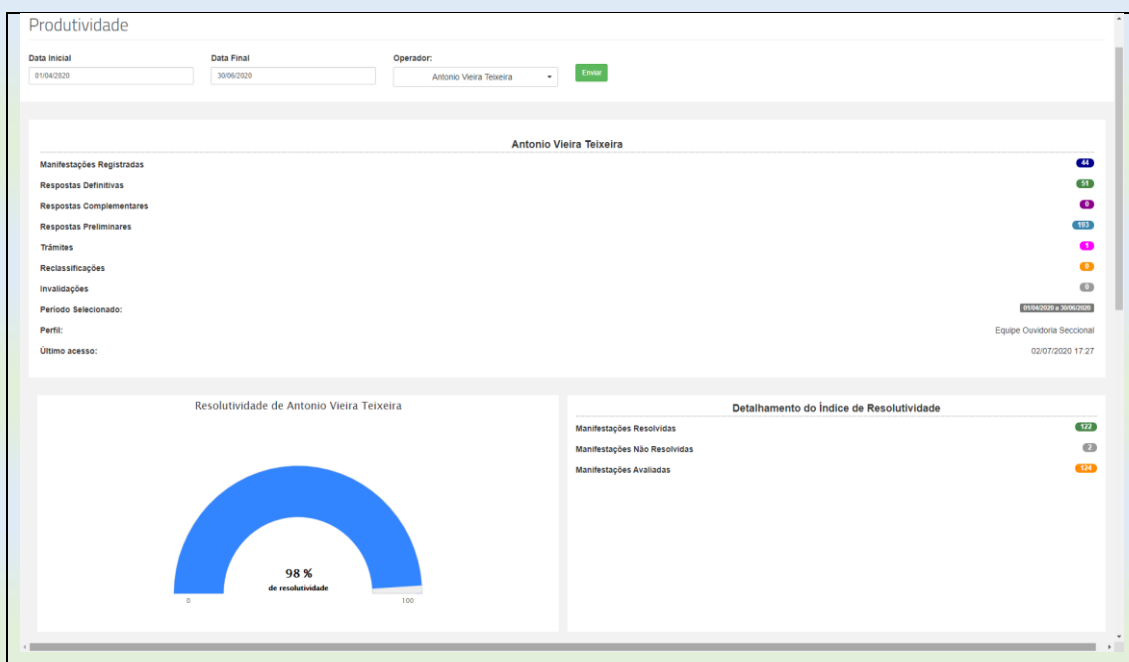 Produtividade
Data Inicial Data Final Operador:
01/04/2020 30/06/2020 Antonio Vieira Teixeira Enviar
Antonio Vieira Teixeira
Manifestações Registradas 44
Respostas Definitivas 51
Respostas Complementares 0
Respostas Preliminares 193
Trâmites 1
Reclassificações 0
Invalidações 0
Período Selecionado: 01/04/2020 a 30/06/2020
Perfil: Equipe Ouvidoria Seccional
Último acesso: 02/07/2020 17:27
Resolutividade de Antonio Vieira Teixeira
98 %
de resolutividade
0 100
Detalhamento do Índice de Resolutividade
Manifestações Resolvidas 122
Manifestações Não Resolvidas 2
Manifestações Avaliadas 124